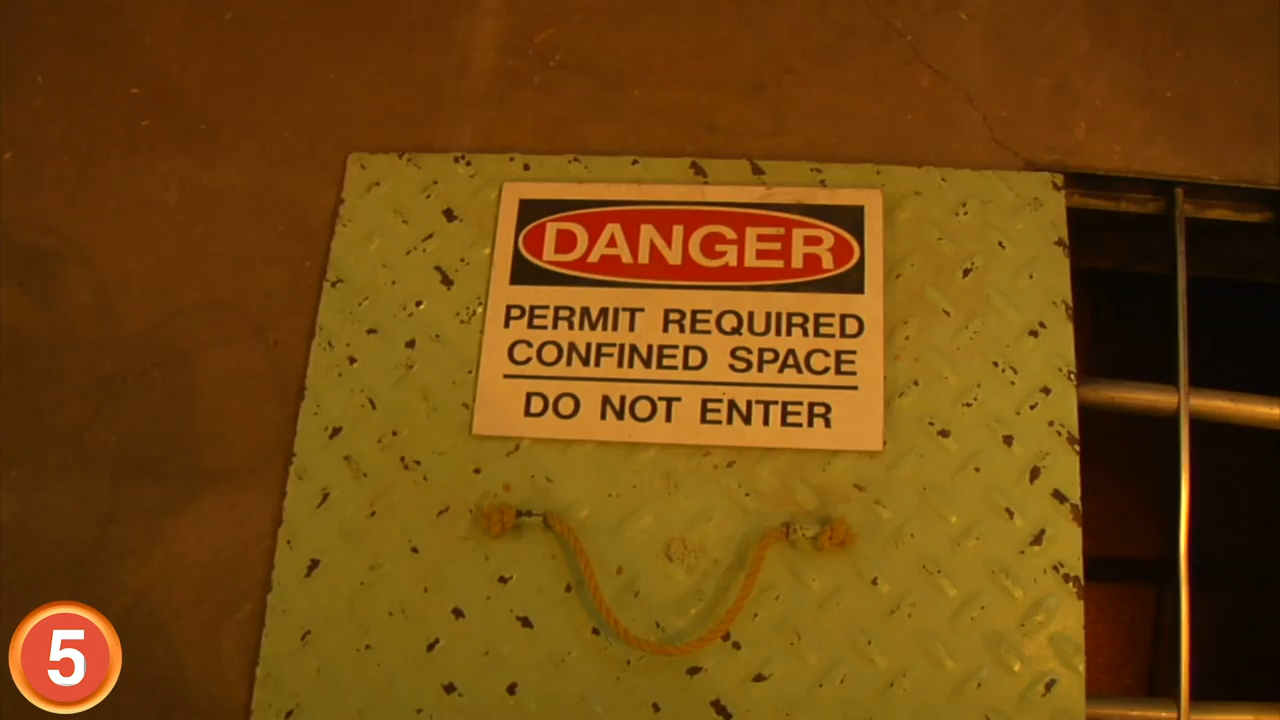 DANGER
PERMIT REQUIRED
CONFINED SPACE
DO NOT ENTER
5